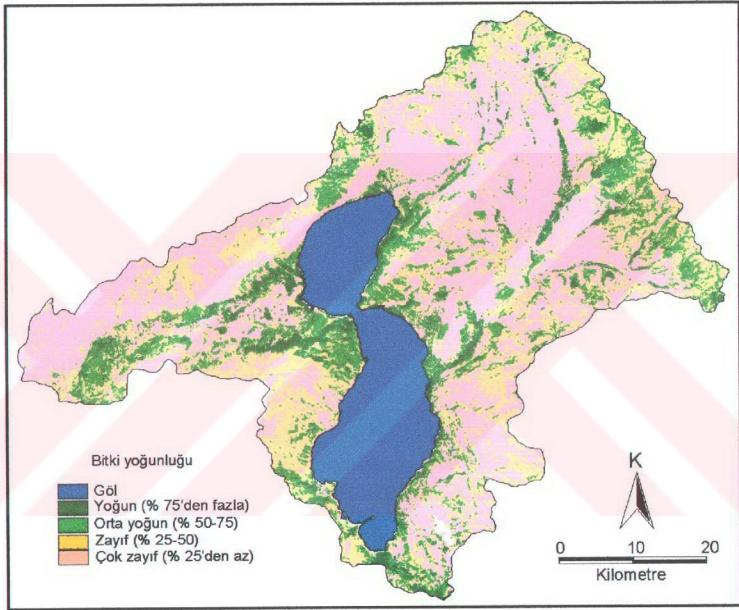 Bitki yoğunluğu
Göl
Yoğun (% 75'den fazla)
Orta yoğun (% 50-75)
Zayıf (% 25-50)
Çok zayıf (% 25'den az)
K
0 10 20
Kilometre